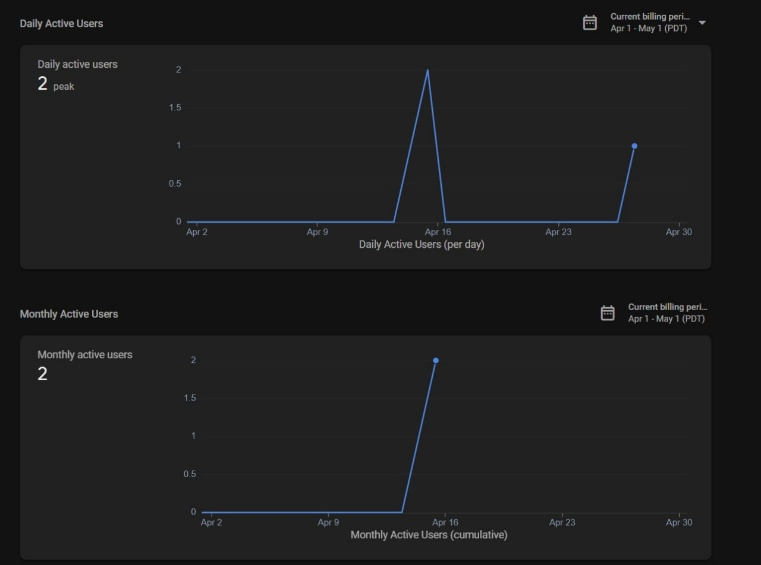 Daily Active Users
Current billing peri...
Apr 1 - May 1 (PDT)
Daily active users
2 peak
2
1.5
1
0.5
0
Apr 2 Apr 9 Apr 16 Apr 23 Apr 30
Daily Active Users (per day)
Monthly Active Users
Current billing peri...
Apr 1 - May 1 (PDT)
Monthly active users
2
2
1.5
1
0.5
0
Apr 2 Apr 9 Apr 16 Apr 23 Apr 30
Monthly Active Users (cumulative)